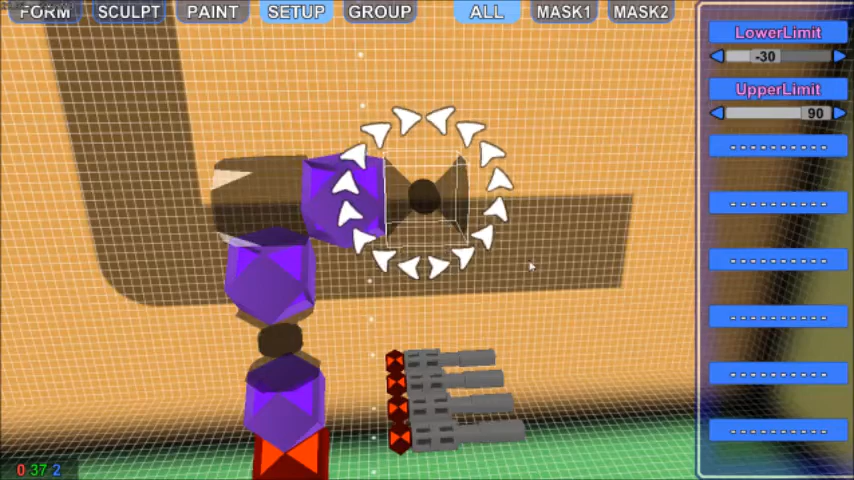 FORM SCULPT PAINT SETUP GROUP ALL MASK1 MASK2
LowerLimit
-30
UpperLimit
90
---------
---------
---------
---------
---------
---------
0 37 2